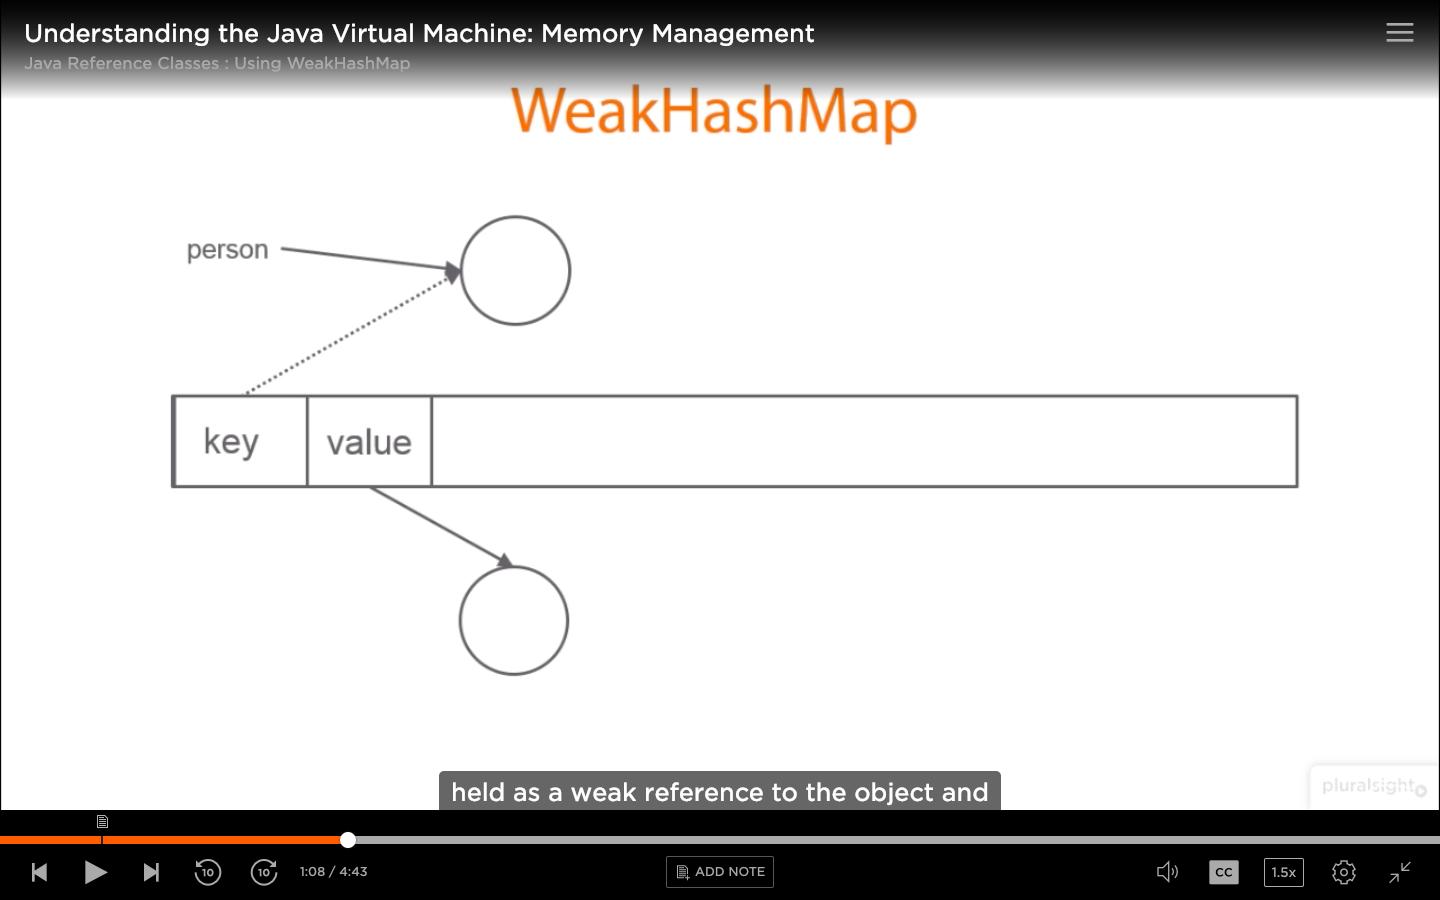 Understanding the Java Virtual Machine: Memory Management
Java Reference Classes : Using WeakHashMap
WeakHashMap
person
key
value
held as a weak reference to the object and
pluralsight
10
10
1:08 / 4:43
ADD NOTE
CC
1.5x